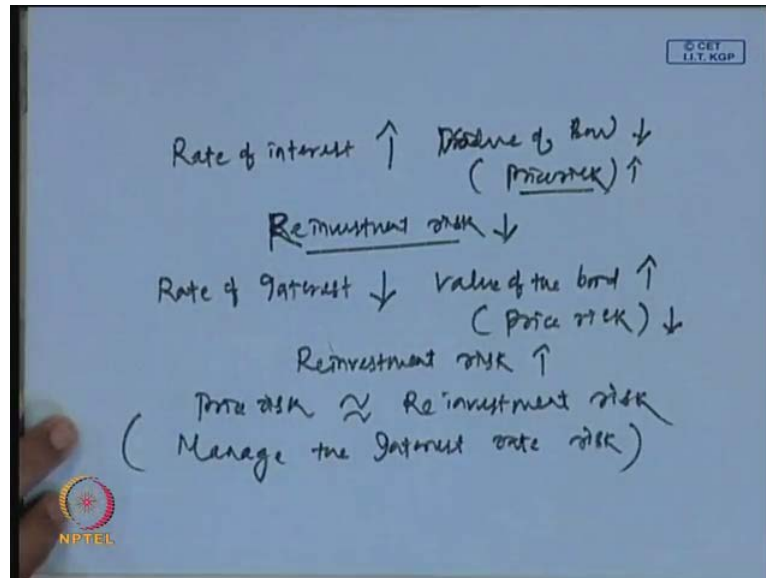 © CET
I.I.T. KGP
Rate of interest ↑ value of Bond ↓
(price risk) ↑
Reinvestment risk ↓
Rate of Interest ↓ Value of the bond ↑
(price risk) ↓
Reinvestment risk ↑
Price risk ≈ Reinvestment risk
(Manage the Interest rate risk)
NPTEL